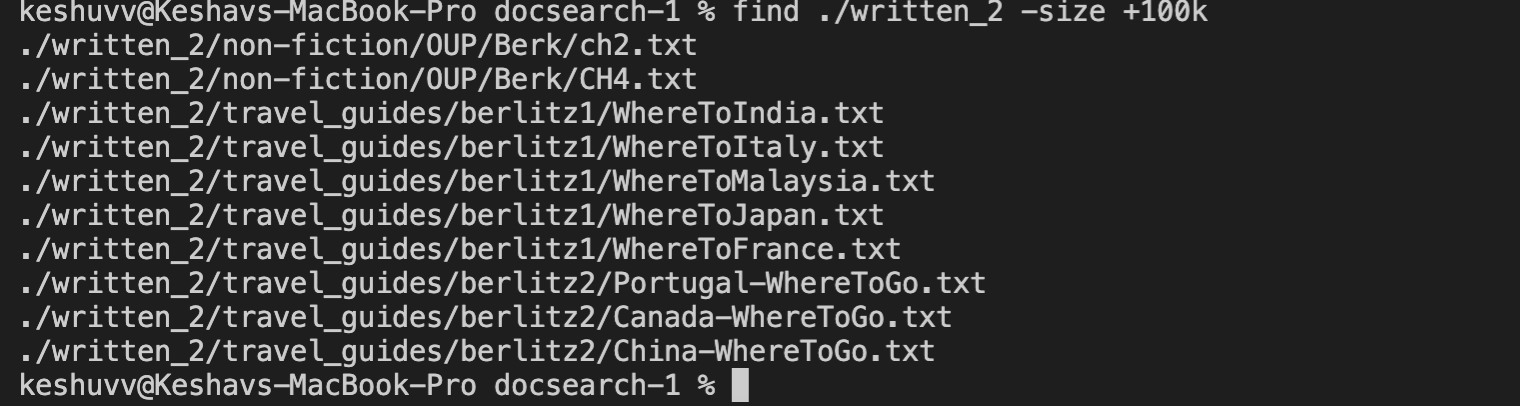 keshuvv@Keshavs-MacBook-Pro docsearch-1 % find ./written_2 -size +100k
./written_2/non-fiction/OUP/Berk/ch2.txt
./written_2/non-fiction/OUP/Berk/CH4.txt
./written_2/travel_guides/berlitz1/WhereToIndia.txt
./written_2/travel_guides/berlitz1/WhereToItaly.txt
./written_2/travel_guides/berlitz1/WhereToMalaysia.txt
./written_2/travel_guides/berlitz1/WhereToJapan.txt
./written_2/travel_guides/berlitz1/WhereToFrance.txt
./written_2/travel_guides/berlitz2/Portugal-WhereToGo.txt
./written_2/travel_guides/berlitz2/Canada-WhereToGo.txt
./written_2/travel_guides/berlitz2/China-WhereToGo.txt
keshuvv@Keshavs-MacBook-Pro docsearch-1 %